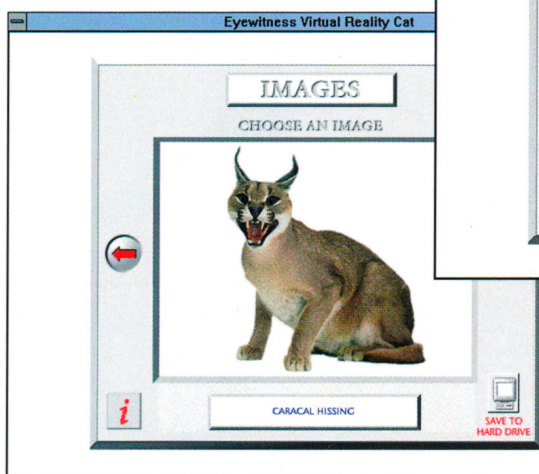 Eyewitness Virtual Reality Cat
IMAGES
CHOOSE AN IMAGE
i
CARACAL HISSING
SAVE TO
HARD DRIVE